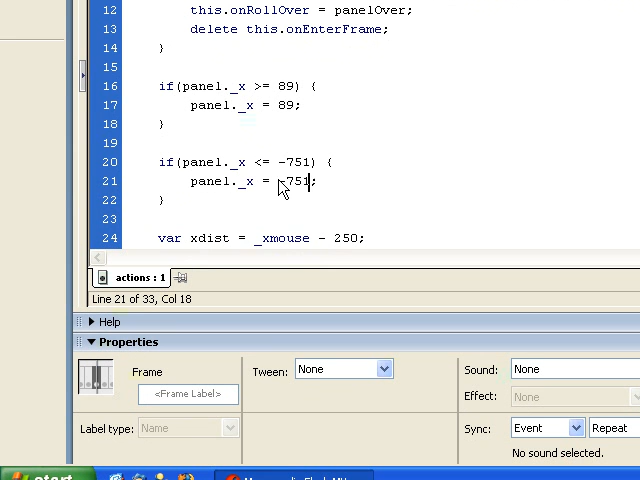 12 this.onRollOver = panelOver;
13 delete this.onEnterFrame;
14 }
15
16 if(panel._x >= 89) {
17 panel._x = 89;
18 }
19
20 if(panel._x <= -751) {
21 panel._x = -751;
22 }
23
24 var xdist = _xmouse - 250;
actions : 1
Line 21 of 33, Col 18
Help
Properties
Frame
<Frame Label>
Tween: None
Sound: None
Effect: None
Label type: Name
Sync: Event Repeat
No sound selected.
start